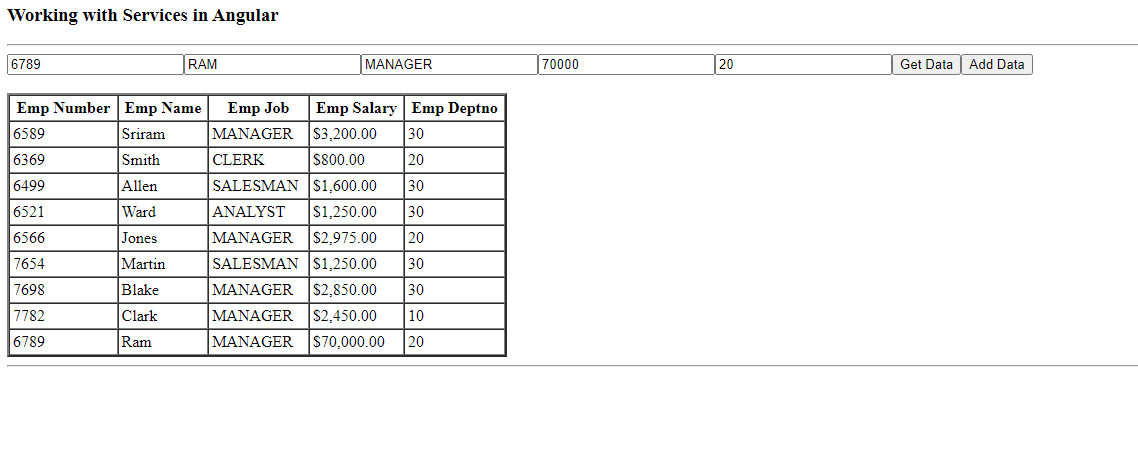 Working with Services in Angular
6789 RAM MANAGER 70000 20 Get Data Add Data
Emp Number Emp Name Emp Job Emp Salary Emp Deptno
6589 Sriram MANAGER $3,200.00 30
6369 Smith CLERK $800.00 20
6499 Allen SALESMAN $1,600.00 30
6521 Ward ANALYST $1,250.00 30
6566 Jones MANAGER $2,975.00 20
7654 Martin SALESMAN $1,250.00 30
7698 Blake MANAGER $2,850.00 30
7782 Clark MANAGER $2,450.00 10
6789 Ram MANAGER $70,000.00 20